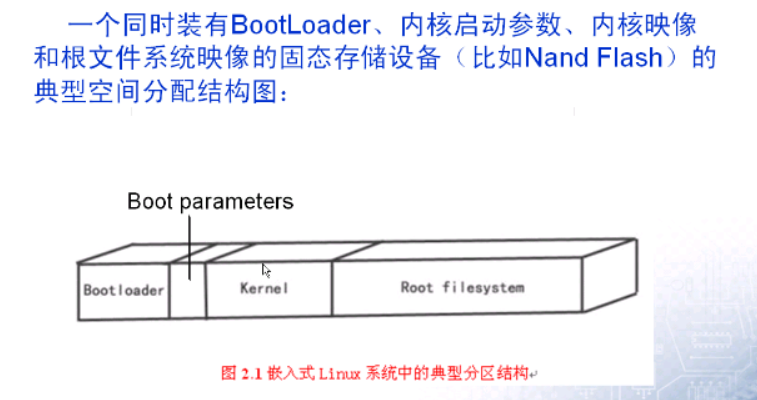 一个同时装有BootLoader、内核启动参数、内核映像
和根文件系统映像的固态存储设备（比如Nand Flash）的
典型空间分配结构图：
Boot parameters
Bootloader
Kernel
Root filesystem
图 2.1 嵌入式 Linux 系统中的典型分区结构↵